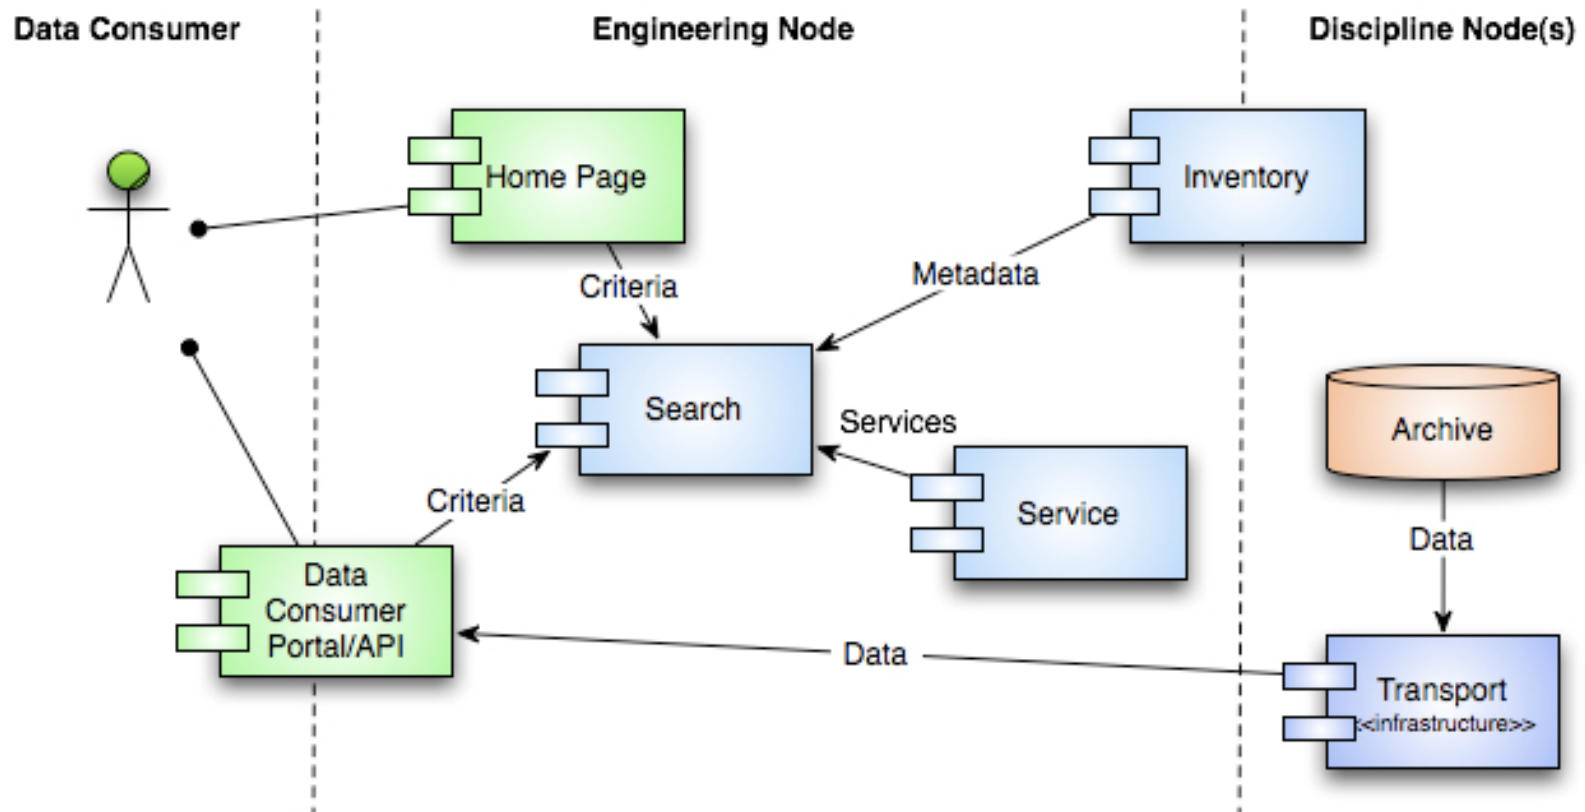 Data Consumer
Engineering Node
Discipline Node(s)
Home Page
Inventory
Criteria
Metadata
Search
Services
Archive
Criteria
Service
Data
Data
Consumer
Portal/API
Data
Transport
<<infrastructure>>